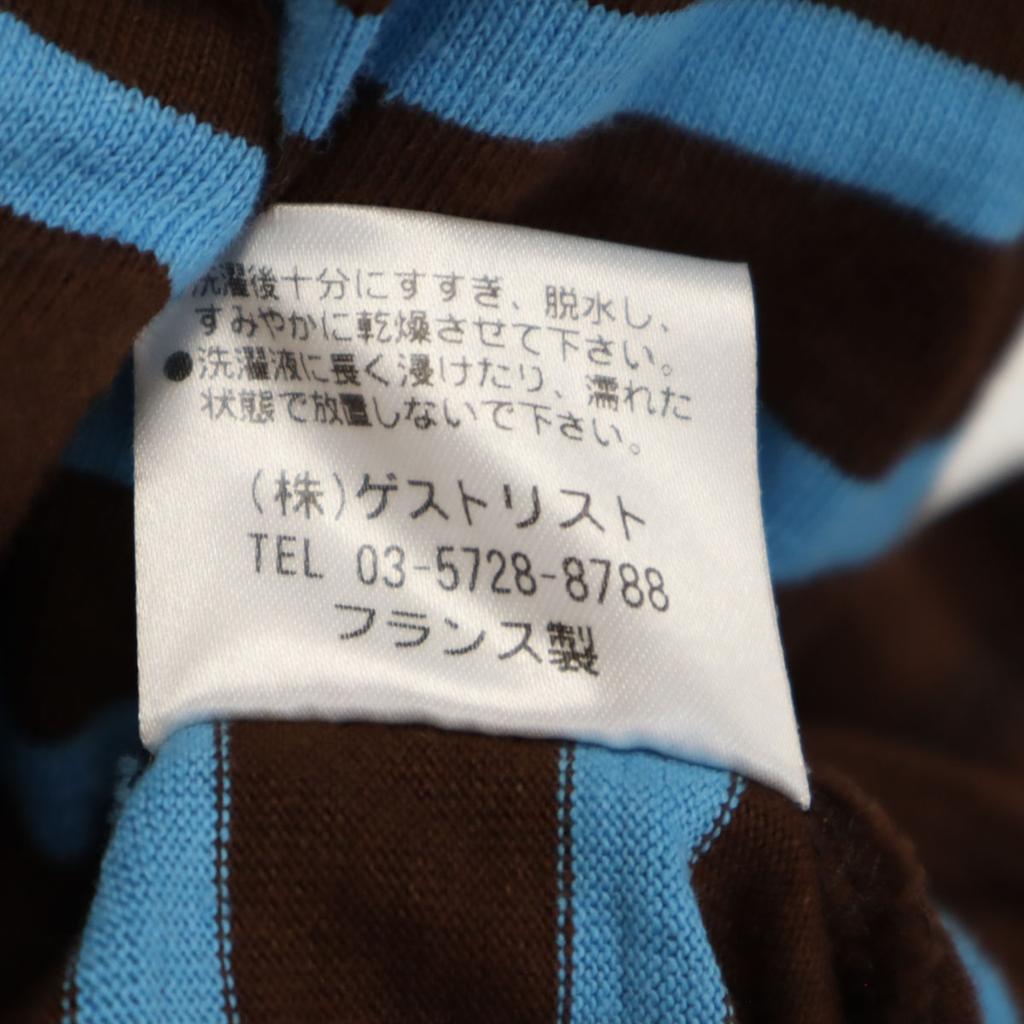 洗濯後十分にすすぎ、脱水し、
すみやかに乾燥させて下さい。
●洗濯液に長く浸けたり、濡れた
状態で放置しないで下さい。
(株)ゲストリスト
TEL 03-5728-8788
フランス製